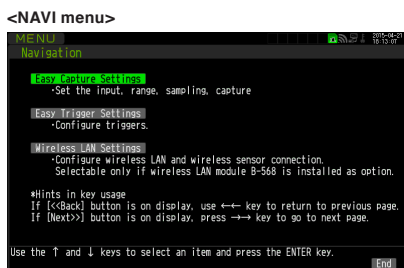 <NAVI menu>
MENU
2015-04-21
16:13:07
Navigation
Easy Capture Settings
・Set the input, range, sampling, capture
Easy Trigger Settings
・Configure triggers.
Wireless LAN Settings
・Configure wireless LAN and wireless sensor connection.
Selectable only if wireless LAN module B-568 is installed as option.
*Hints in key usage
If [<<Back] button is on display, use ←← key to return to previous page.
If [Next>>] button is on display, press →→ key to go to next page.
Use the ↑ and ↓ keys to select an item and press the ENTER key.
End